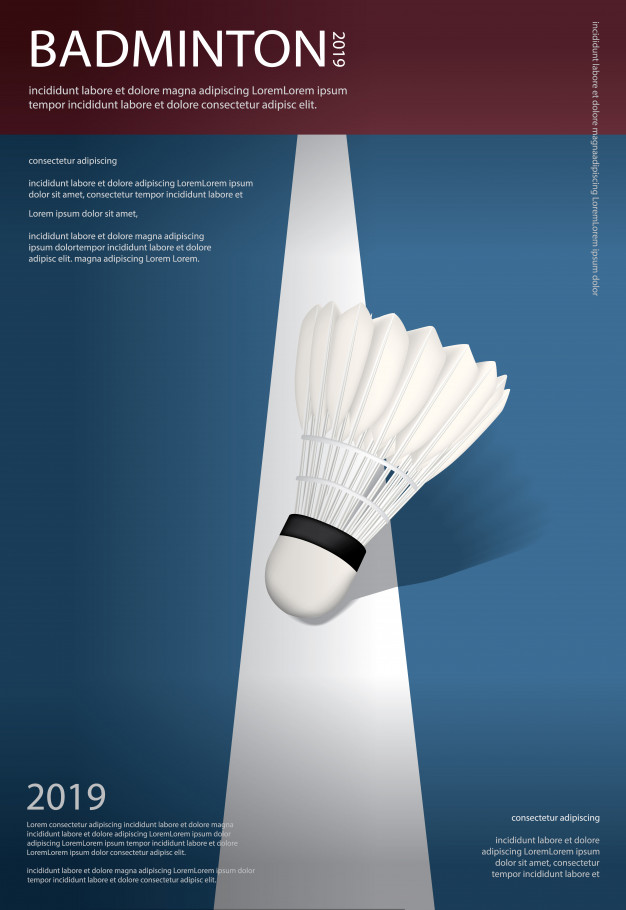 BADMINTON
2019
incididunt labore et dolore magna adipiscing LoremLorem ipsum
tempor incididunt labore et dolore consectetur adipisc elit.
incididunt labore et dolore magnaadipiscing LoremLorem ipsum dolor
consectetur adipiscing
incididunt labore et dolore adipiscing LoremLorem ipsum
dolor sit amet, consectetur tempor incididunt labore et
Lorem ipsum dolor sit amet,
incididunt labore et dolore magna adipiscing
ipsum dolortempor incididunt labore et dolore
adipisc elit. magna adipiscing Lorem Lorem.
2019
Lorem consectetur adipiscing incididunt labore et dolore magna
incididunt labore et dolore adipiscing LoremLorem ipsum dolor
adipiscing LoremLorem ipsum tempor incididunt labore et dolore
LoremLorem ipsum dolor consectetur adipisc elit.
incididunt labore et dolore magna adipiscing LoremLorem ipsum dolor
tempor incididunt labore et dolore consectetur adipisc elit.
consectetur adipiscing
incididunt labore et dolore
adipiscing LoremLorem ipsum
dolor sit amet, consectetur
tempor incididunt labore et